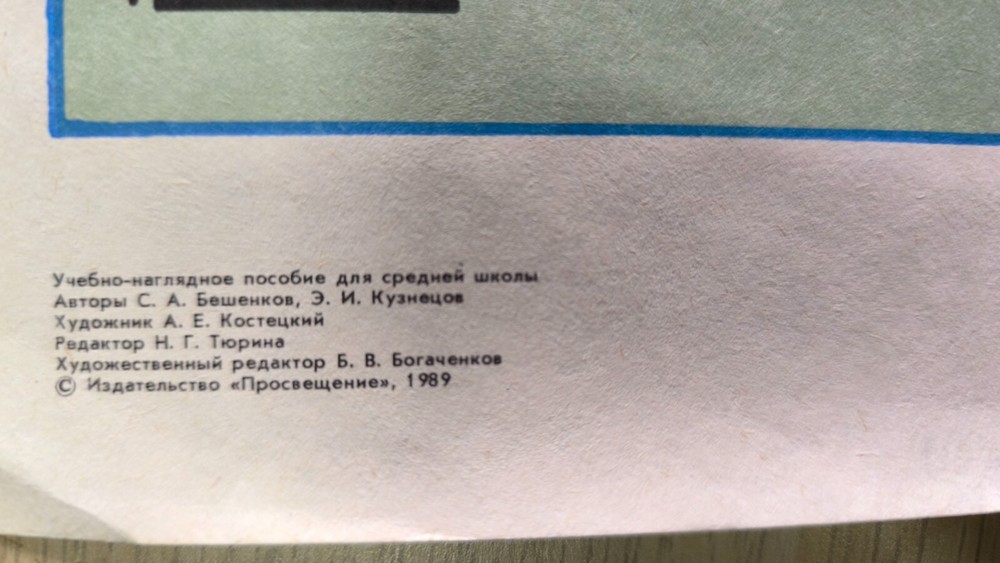 Учебно-наглядное пособие для средней школы
Авторы С. А. Бешенков, Э. И. Кузнецов
Художник А. Е. Костецкий
Редактор Н. Г. Тюрина
Художественный редактор Б. В. Богаченков
© Издательство «Просвещение», 1989